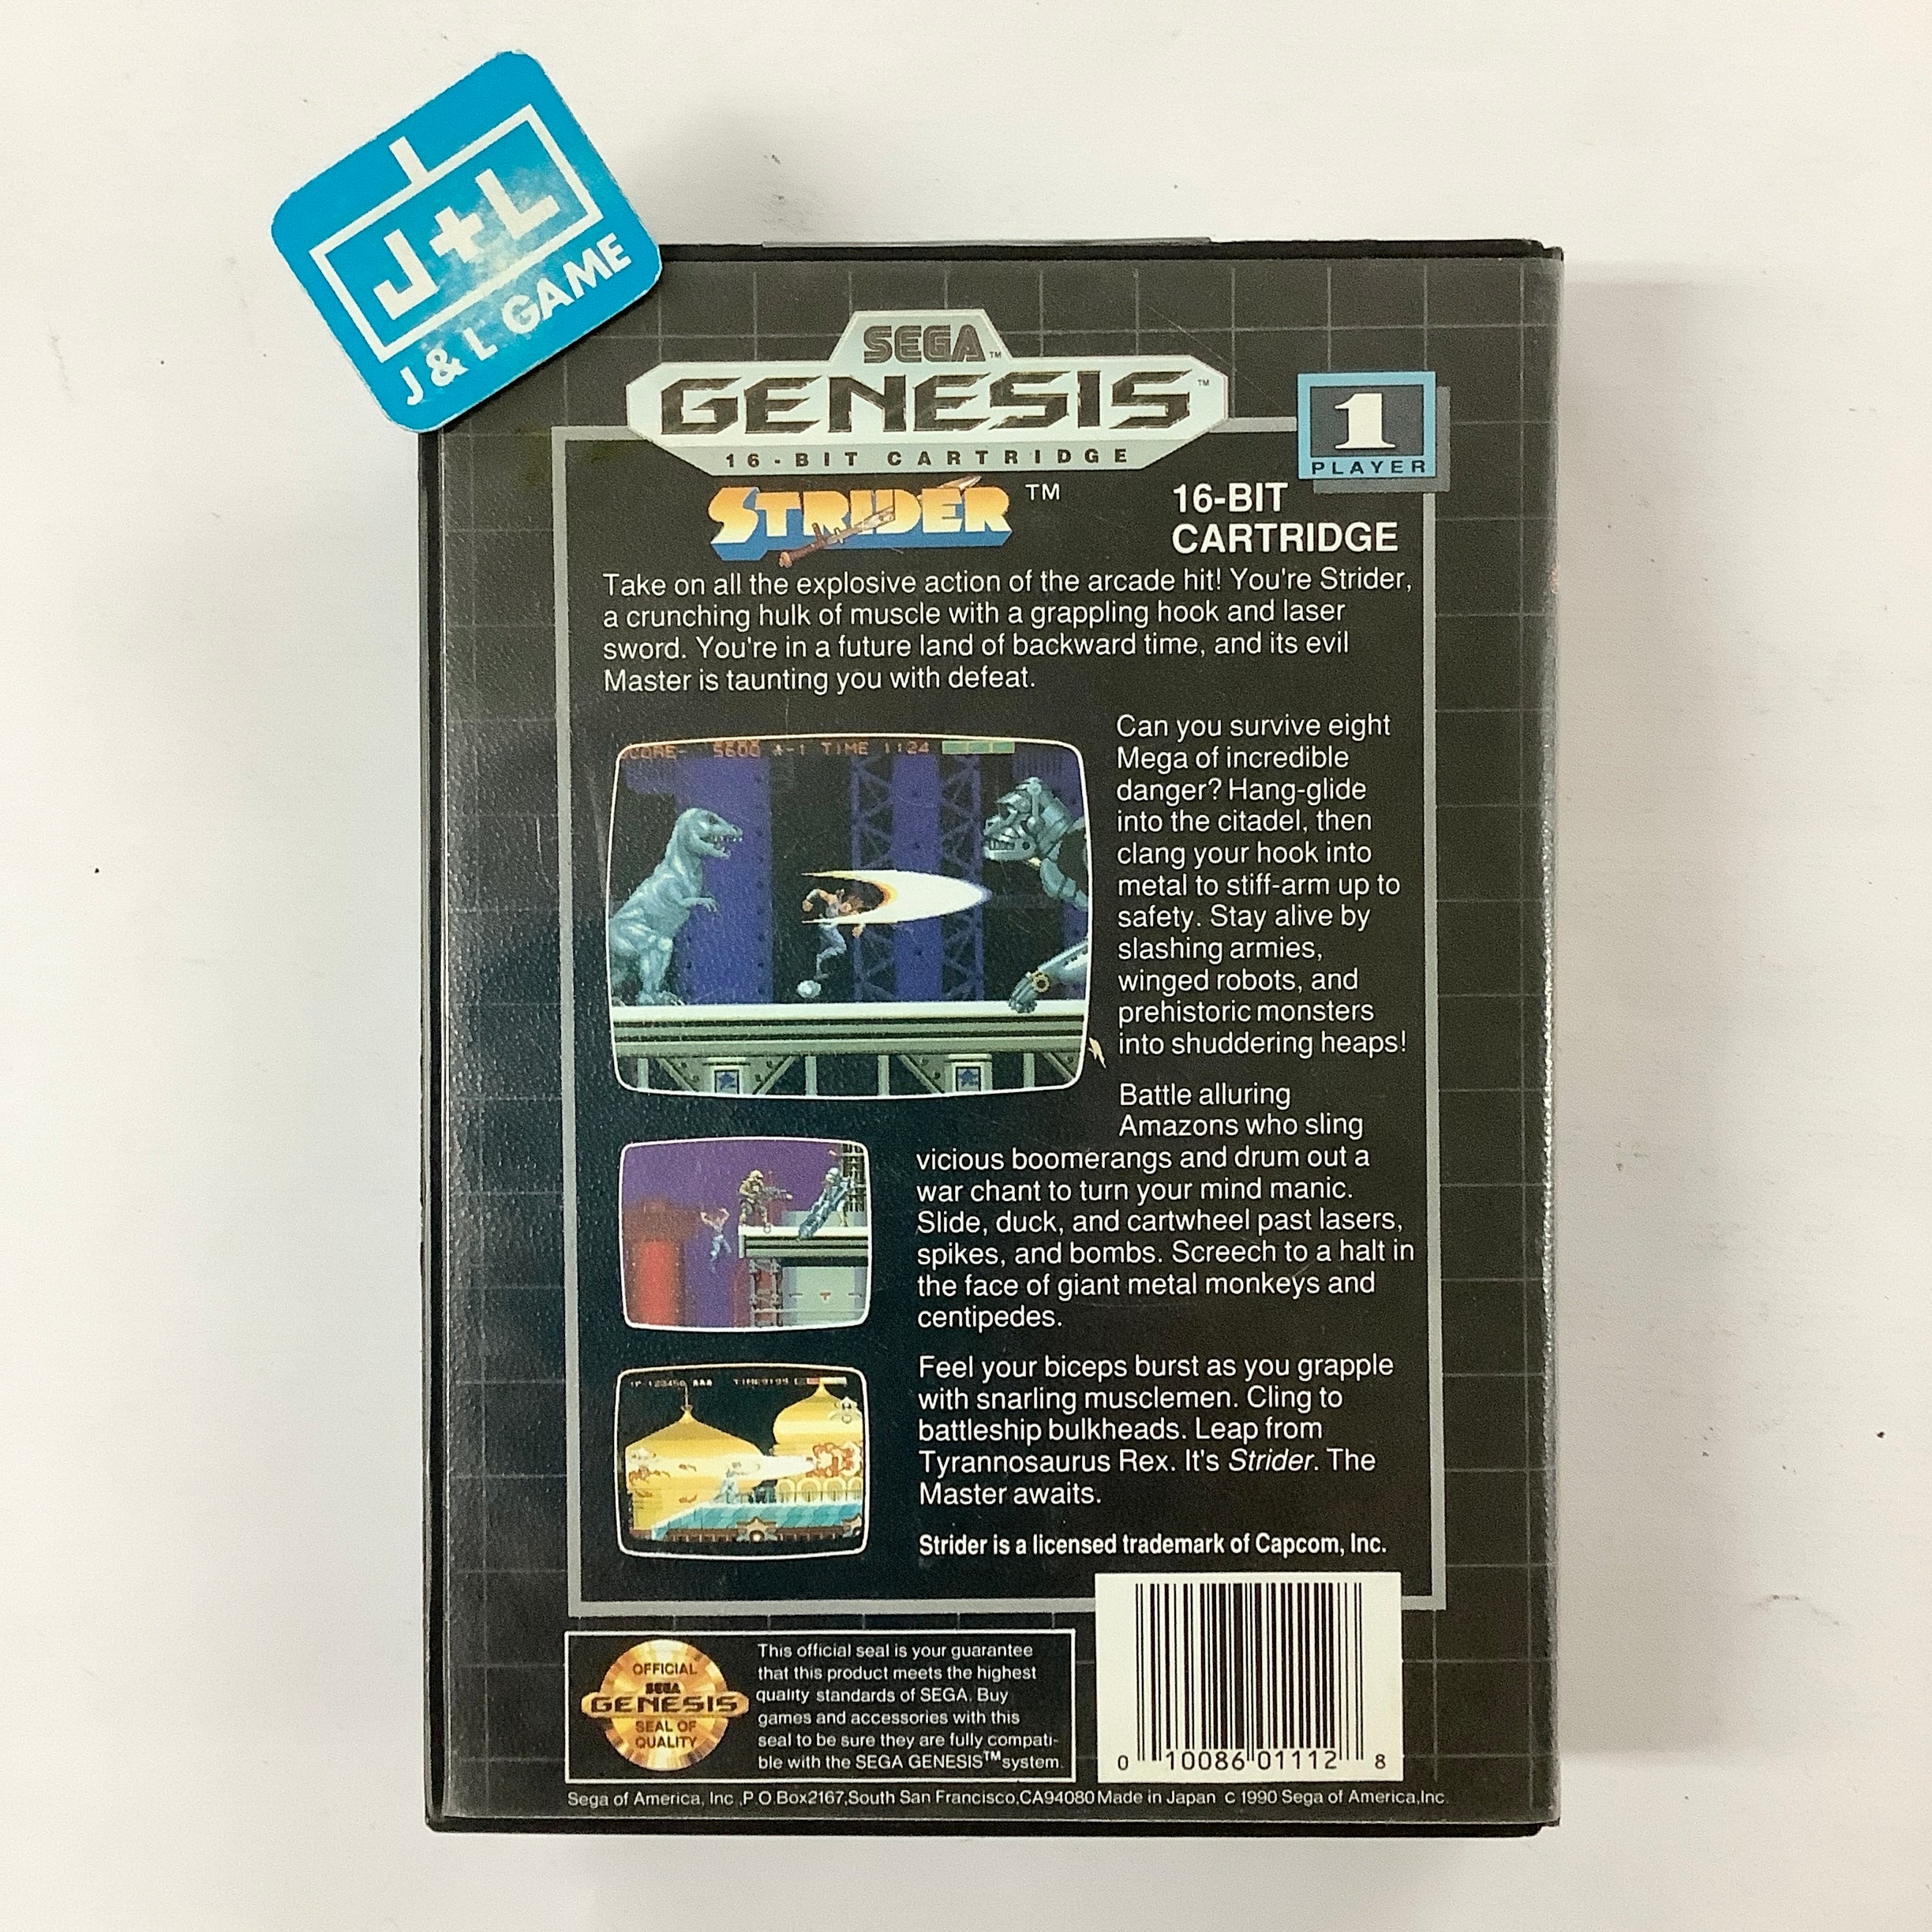 J+L
J & L GAME
SEGA™
GENESIS™
16-BIT CARTRIDGE
1
PLAYER
STRIDER™
16-BIT
CARTRIDGE
Take on all the explosive action of the arcade hit! You're Strider,
a crunching hulk of muscle with a grappling hook and laser
sword. You're in a future land of backward time, and its evil
Master is taunting you with defeat.
CORE- 5600 A-1 TIME 1:24
Can you survive eight
Mega of incredible
danger? Hang-glide
into the citadel, then
clang your hook into
metal to stiff-arm up to
safety. Stay alive by
slashing armies,
winged robots, and
prehistoric monsters
into shuddering heaps!
Battle alluring
Amazons who sling
vicious boomerangs and drum out a
war chant to turn your mind manic.
Slide, duck, and cartwheel past lasers,
spikes, and bombs. Screech to a halt in
the face of giant metal monkeys and
centipedes.
Feel your biceps burst as you grapple
with snarling musclemen. Cling to
battleship bulkheads. Leap from
Tyrannosaurus Rex. It's Strider. The
Master awaits.
Strider is a licensed trademark of Capcom, Inc.
OFFICIAL
SEGA
GENESIS
SEAL OF
QUALITY
This official seal is your guarantee
that this product meets the highest
quality standards of SEGA. Buy
games and accessories with this
seal to be sure they are fully compati-
ble with the SEGA GENESIS™ system.
0 10086 01112 8
Sega of America, Inc.,P.O.Box2167,South San Francisco,CA94080 Made in Japan c 1990 Sega of America,Inc.